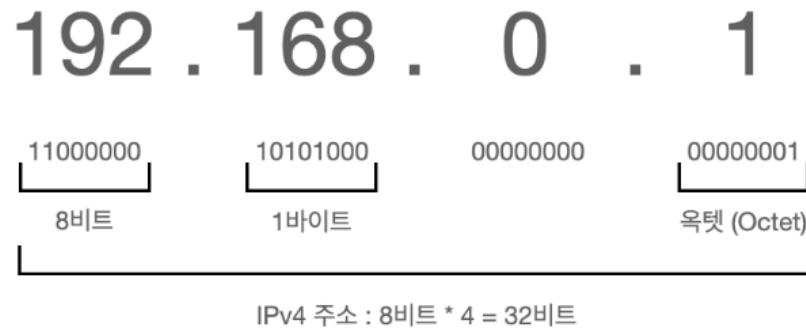 192 . 168 . 0 . 1
11000000 10101000 00000000 00000001
8비트 1바이트 옥텟 (Octet)
IPv4 주소 : 8비트 * 4 = 32비트